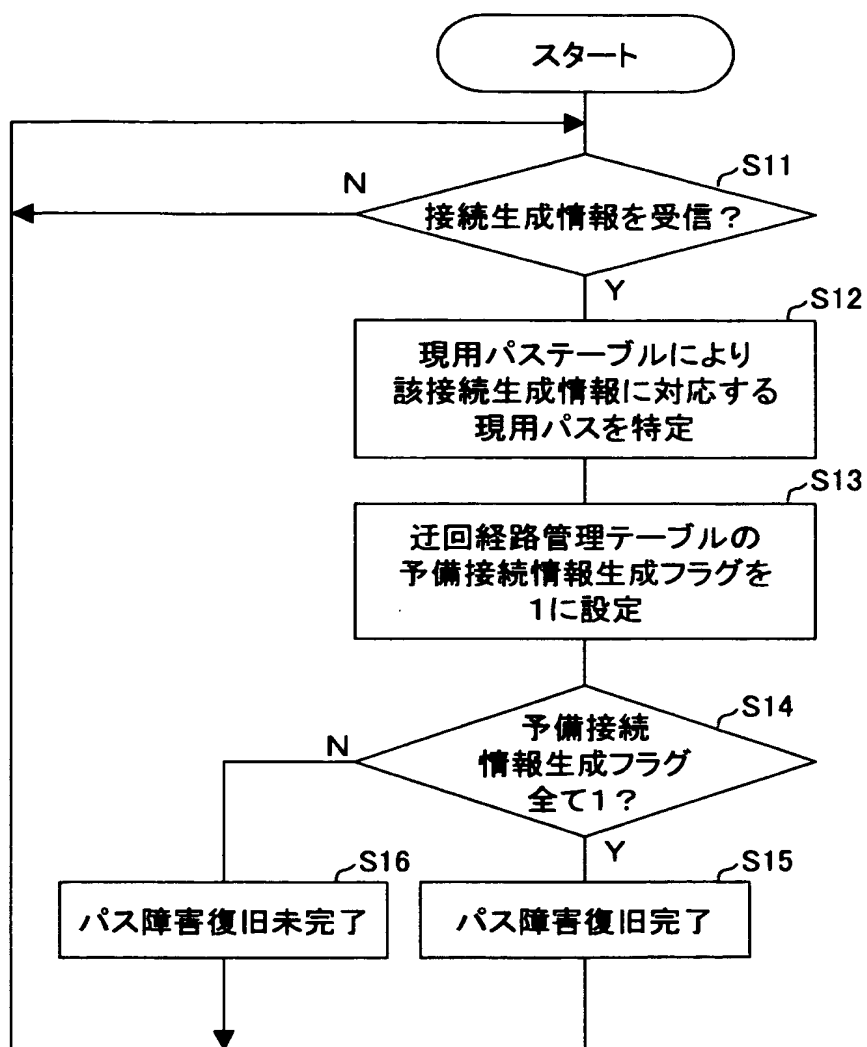 スタート
S11
N
接続生成情報を受信？
Y
S12
現用パステーブルにより
該接続生成情報に対応する
現用パスを特定
S13
迂回経路管理テーブルの
予備接続情報生成フラグを
1に設定
S14
N
予備接続
情報生成フラグ
全て1？
Y
S16
S15
パス障害復旧未完了
パス障害復旧完了